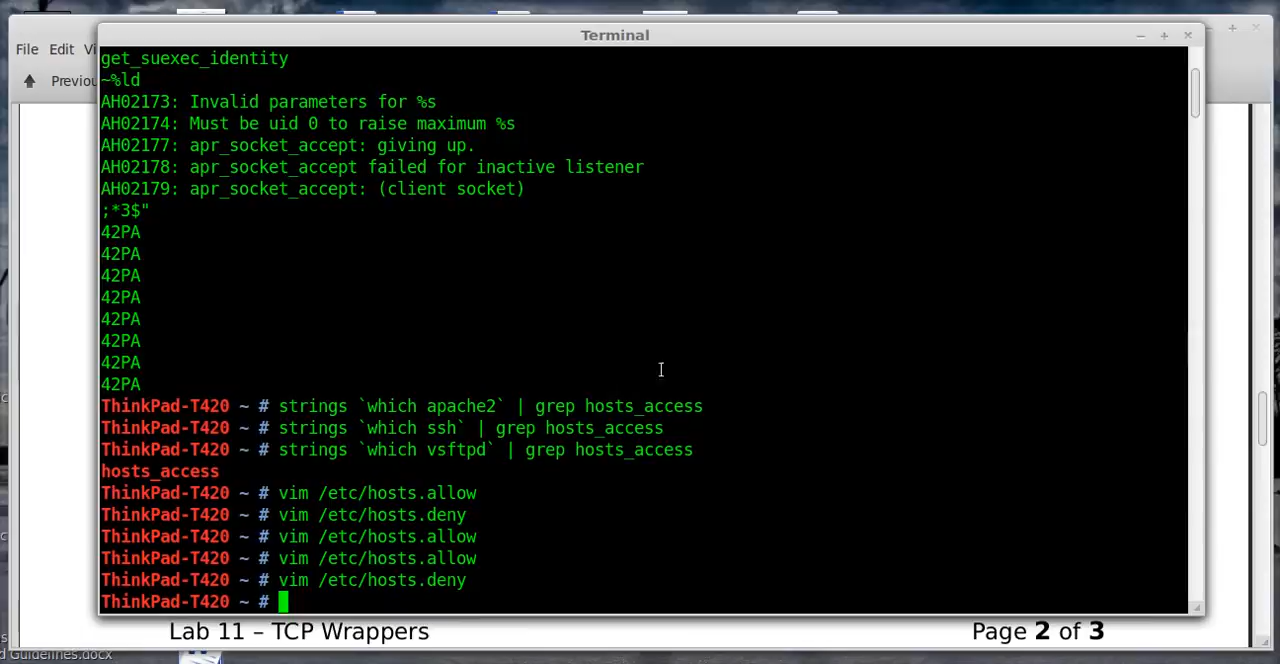 Terminal
File Edit Vi
Previou
get_suexec_identity
~%ld
AH02173: Invalid parameters for %s
AH02174: Must be uid 0 to raise maximum %s
AH02177: apr_socket_accept: giving up.
AH02178: apr_socket_accept failed for inactive listener
AH02179: apr_socket_accept: (client socket)
;*3$"
42PA
42PA
42PA
42PA
42PA
42PA
42PA
42PA
ThinkPad-T420 ~ # strings `which apache2` | grep hosts_access
ThinkPad-T420 ~ # strings `which ssh` | grep hosts_access
ThinkPad-T420 ~ # strings `which vsftpd` | grep hosts_access
hosts_access
ThinkPad-T420 ~ # vim /etc/hosts.allow
ThinkPad-T420 ~ # vim /etc/hosts.deny
ThinkPad-T420 ~ # vim /etc/hosts.allow
ThinkPad-T420 ~ # vim /etc/hosts.allow
ThinkPad-T420 ~ # vim /etc/hosts.deny
ThinkPad-T420 ~ #
Lab 11 – TCP Wrappers Page 2 of 3
d Guidelines.docx